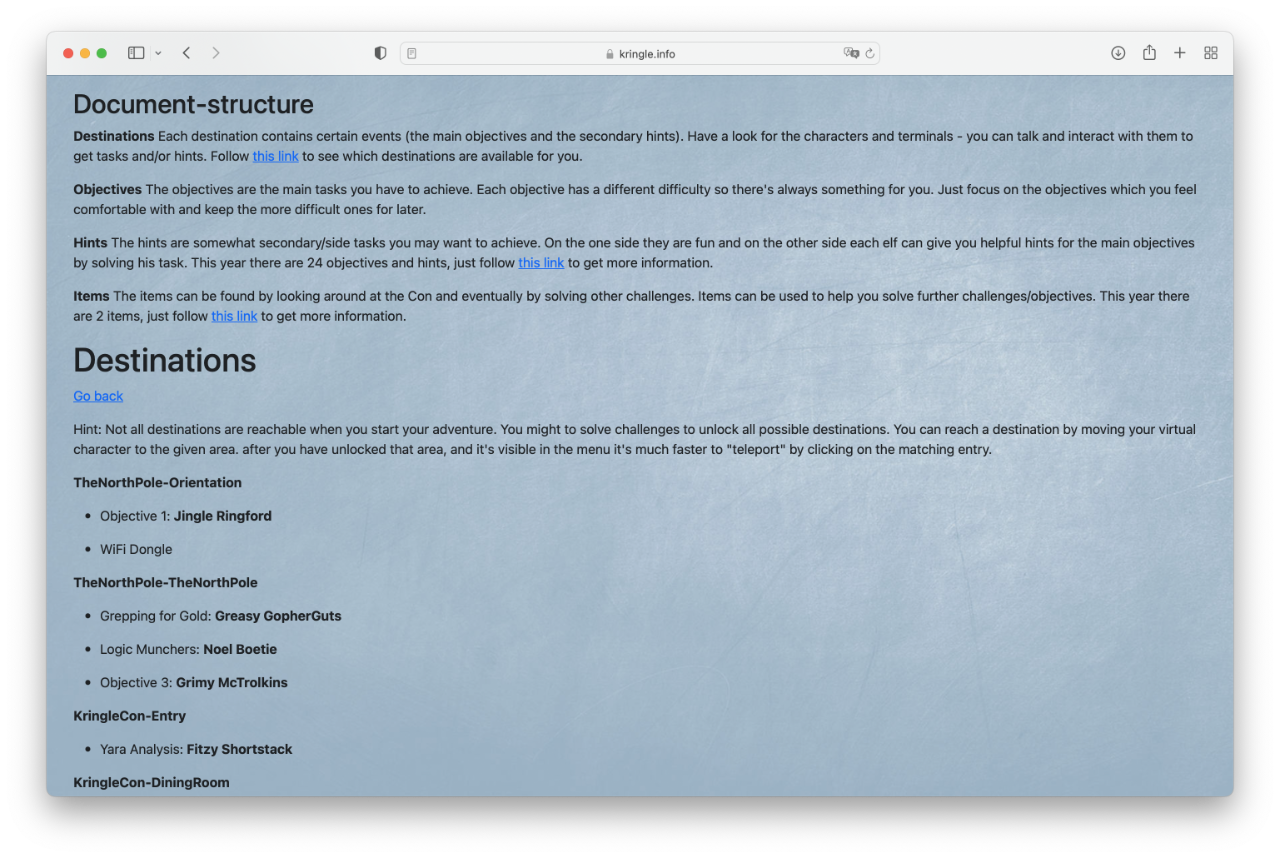 kringle.info
Document-structure
Destinations Each destination contains certain events (the main objectives and the secondary hints). Have a look for the characters and terminals - you can talk and interact with them to
get tasks and/or hints. Follow this link to see which destinations are available for you.
Objectives The objectives are the main tasks you have to achieve. Each objective has a different difficulty so there's always something for you. Just focus on the objectives which you feel
comfortable with and keep the more difficult ones for later.
Hints The hints are somewhat secondary/side tasks you may want to achieve. On the one side they are fun and on the other side each elf can give you helpful hints for the main objectives
by solving his task. This year there are 24 objectives and hints, just follow this link to get more information.
Items The items can be found by looking around at the Con and eventually by solving other challenges. Items can be used to help you solve further challenges/objectives. This year there
are 2 items, just follow this link to get more information.
Destinations
Go back
Hint: Not all destinations are reachable when you start your adventure. You might to solve challenges to unlock all possible destinations. You can reach a destination by moving your virtual
character to the given area. after you have unlocked that area, and it's visible in the menu it's much faster to "teleport" by clicking on the matching entry.
TheNorthPole-Orientation
• Objective 1: Jingle Ringford
• WiFi Dongle
TheNorthPole-TheNorthPole
• Grepping for Gold: Greasy GopherGuts
• Logic Munchers: Noel Boetie
• Objective 3: Grimy McTrolkins
KringleCon-Entry
• Yara Analysis: Fitzy Shortstack
KringleCon-DiningRoom